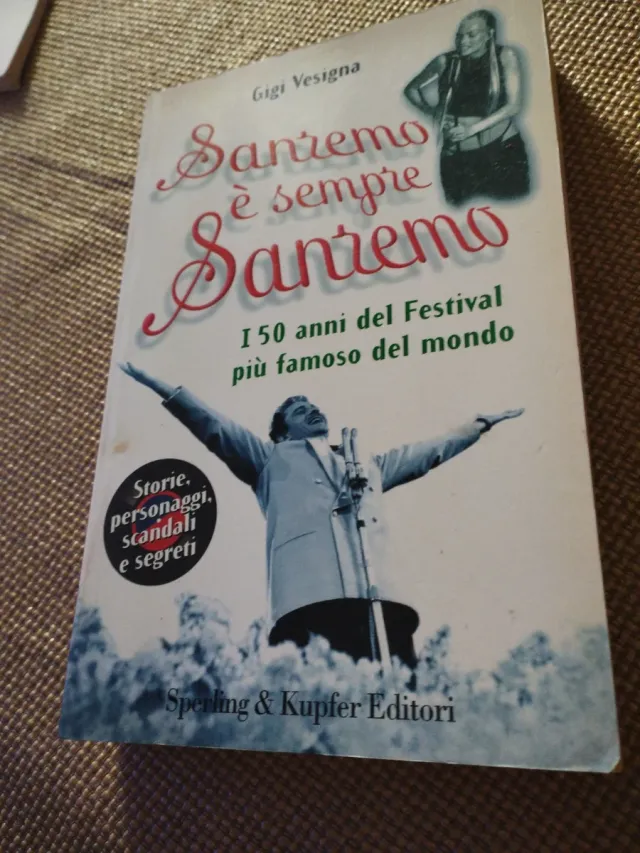 Gigi Vesigna
Sanremo
è sempre
Sanremo
I 50 anni del Festival
più famoso del mondo
Storie,
personaggi,
scandali
e segreti
Sperling & Kupfer Editori